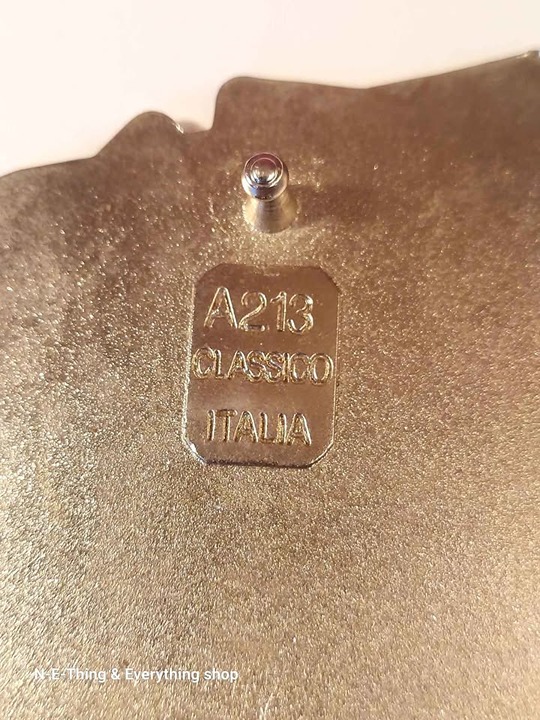 A213
CLASSICO
ITALIA
N-E-Thing & Everything shop